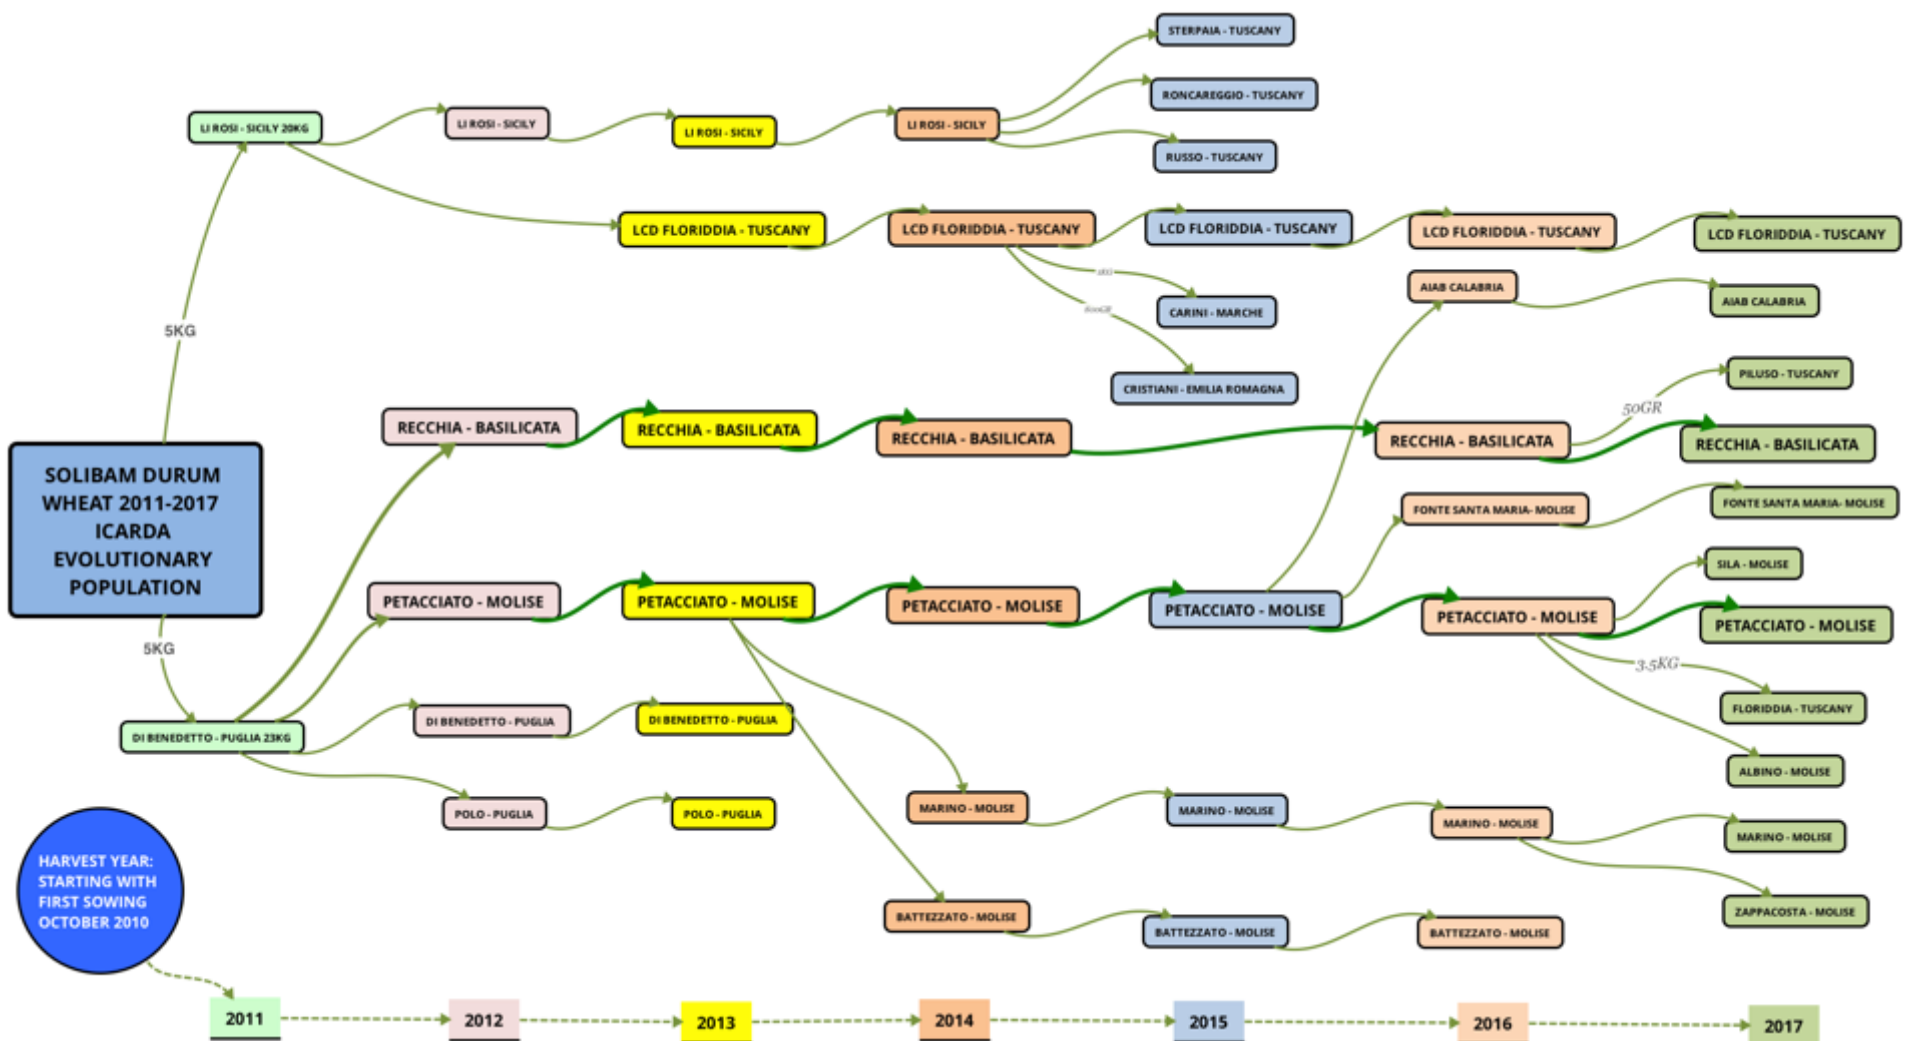 STERPAIA - TUSCANY
RONCAREGGIO - TUSCANY
LI ROSI - SICILY 20KG
LI ROSI - SICILY
LI ROSI - SICILY
LI ROSI - SICILY
RUSSO - TUSCANY
LCD FLORIDDIA - TUSCANY
LCD FLORIDDIA - TUSCANY
LCD FLORIDDIA - TUSCANY
LCD FLORIDDIA - TUSCANY
LCD FLORIDDIA - TUSCANY
AIAB CALABRIA
AIAB CALABRIA
CARINI - MARCHE
5KG
PILUSO - TUSCANY
CRISTIANI - EMILIA ROMAGNA
50GR
RECCHIA - BASILICATA
RECCHIA - BASILICATA
RECCHIA - BASILICATA
RECCHIA - BASILICATA
RECCHIA - BASILICATA
SOLIBAM DURUM
WHEAT 2011-2017
ICARDA
EVOLUTIONARY
POPULATION
FONTE SANTA MARIA- MOLISE
FONTE SANTA MARIA- MOLISE
SILA - MOLISE
PETACCIATO - MOLISE
PETACCIATO - MOLISE
PETACCIATO - MOLISE
PETACCIATO - MOLISE
PETACCIATO - MOLISE
PETACCIATO - MOLISE
5KG
3.5KG
FLORIDDIA - TUSCANY
DI BENEDETTO - PUGLIA 23KG
DI BENEDETTO - PUGLIA
DI BENEDETTO - PUGLIA
ALBINO - MOLISE
POLO - PUGLIA
POLO - PUGLIA
MARINO - MOLISE
MARINO - MOLISE
MARINO - MOLISE
MARINO - MOLISE
HARVEST YEAR:
STARTING WITH
FIRST SOWING
OCTOBER 2010
BATTEZZATO - MOLISE
BATTEZZATO - MOLISE
BATTEZZATO - MOLISE
ZAPPACOSTA - MOLISE
2011
2012
2013
2014
2015
2016
2017